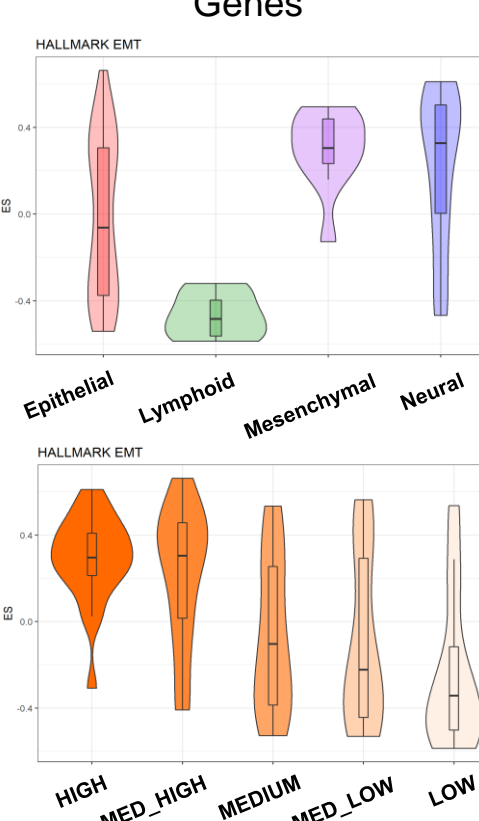 Genes
HALLMARK EMT
ES
0.4
0.0
-0.4
Epithelial
Lymphoid
Mesenchymal
Neural
HALLMARK EMT
ES
0.4
0.0
-0.4
HIGH
MED_HIGH
MEDIUM
MED_LOW
LOW